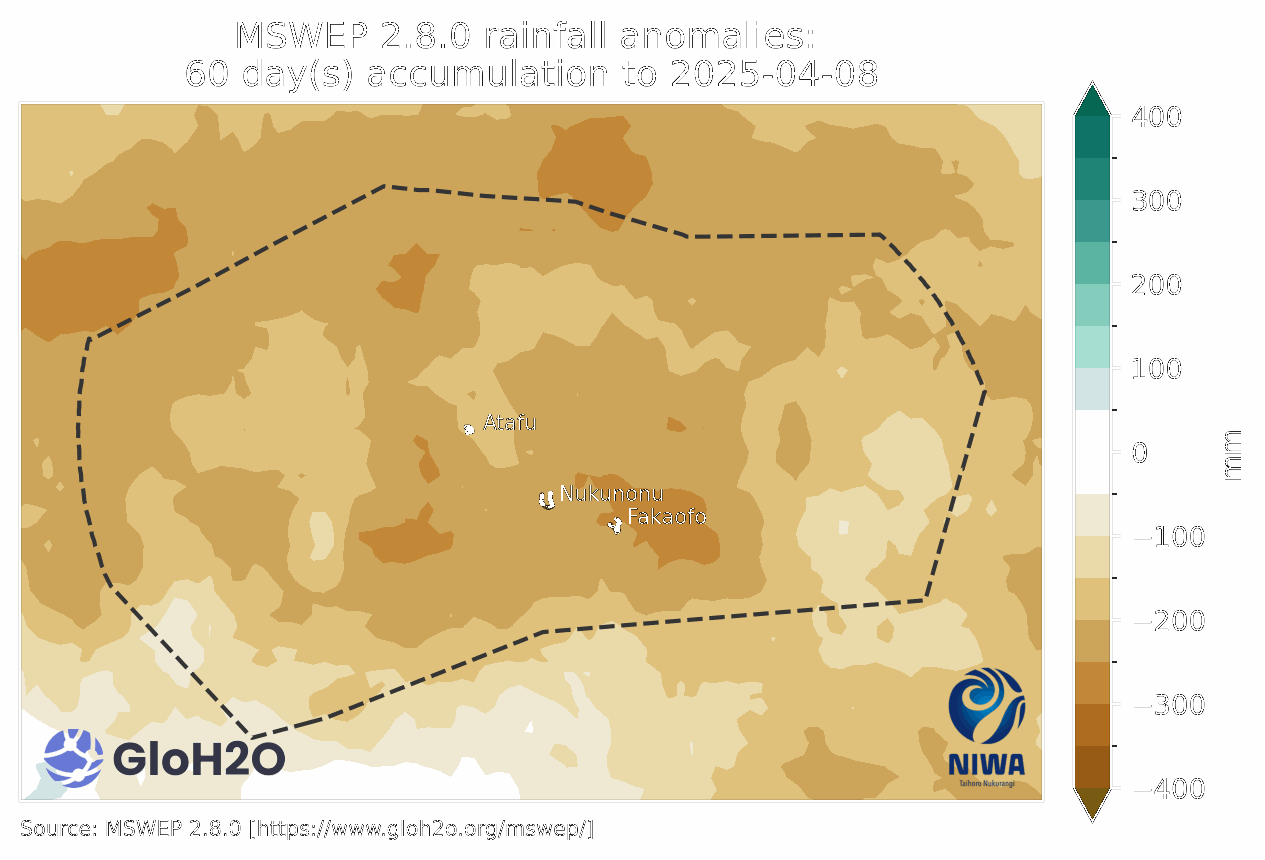 MSWEP 2.8.0 rainfall anomalies:
60 day(s) accumulation to 2025-04-08
400
300
200
100
0
−100
−200
−300
−400
mm
Atafu
Nukunonu
Fakaofo
GloH2O
NIWA
Taihoro Nukurangi
Source: MSWEP 2.8.0 [https://www.gloh2o.org/mswep/]